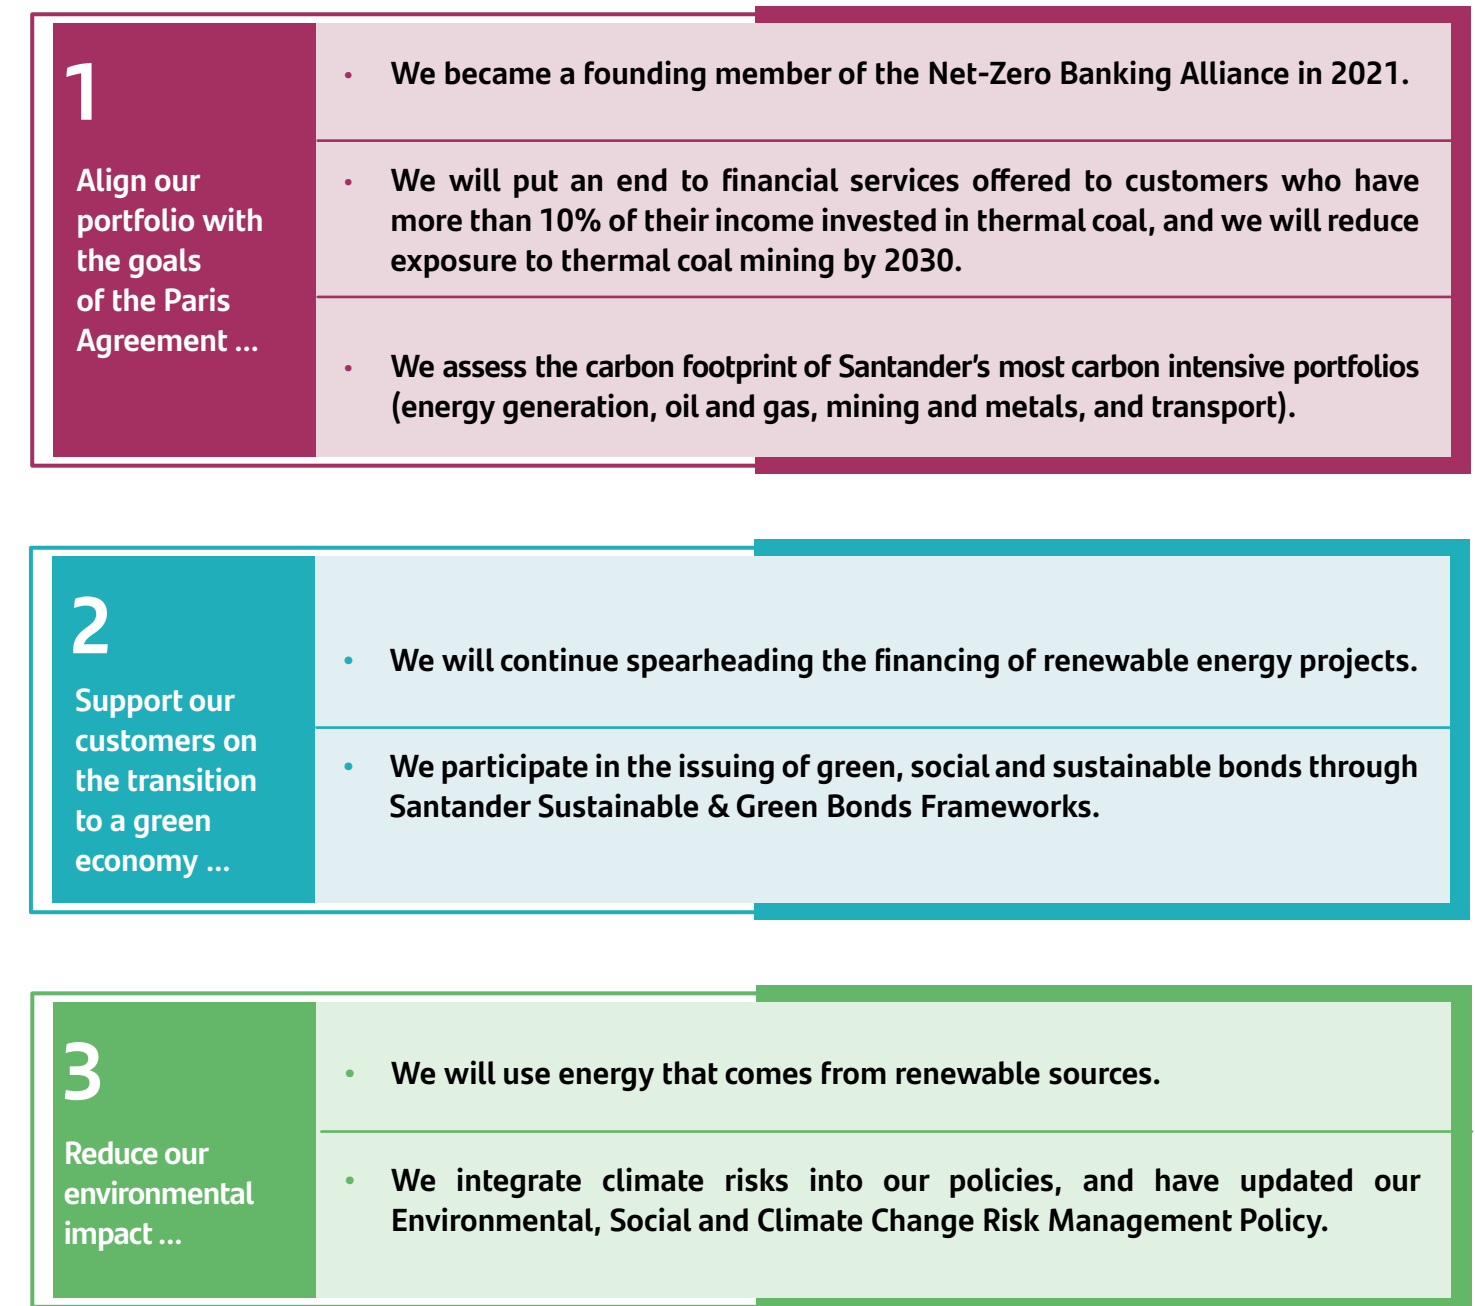 1
Align our
portfolio with
the goals
of the Paris
Agreement ...
• We became a founding member of the Net-Zero Banking Alliance in 2021.
• We will put an end to financial services offered to customers who have
more than 10% of their income invested in thermal coal, and we will reduce
exposure to thermal coal mining by 2030.
• We assess the carbon footprint of Santander’s most carbon intensive portfolios
(energy generation, oil and gas, mining and metals, and transport).
2
Support our
customers on
the transition
to a green
economy ...
• We will continue spearheading the financing of renewable energy projects.
• We participate in the issuing of green, social and sustainable bonds through
Santander Sustainable & Green Bonds Frameworks.
3
Reduce our
environmental
impact ...
• We will use energy that comes from renewable sources.
• We integrate climate risks into our policies, and have updated our
Environmental, Social and Climate Change Risk Management Policy.